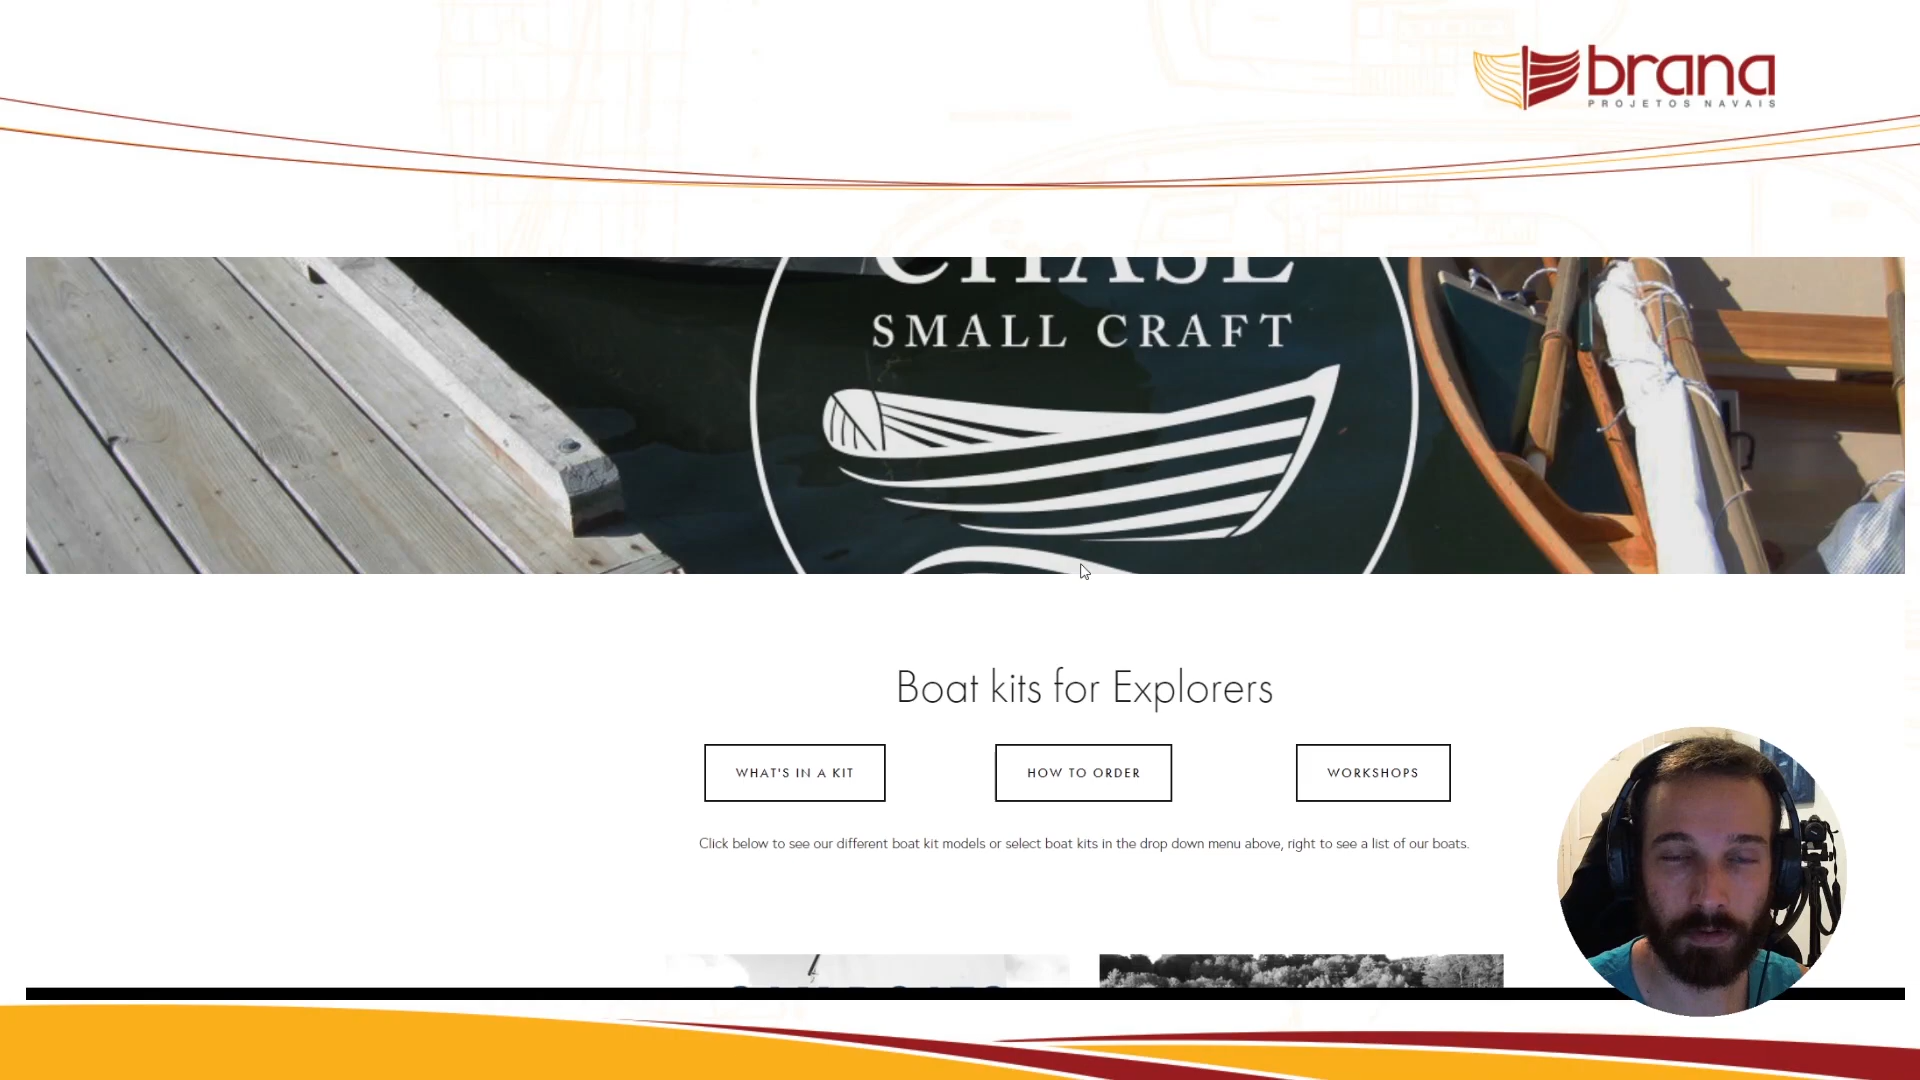 brana
PROJETOS NAVAIS
CHASE
SMALL CRAFT
Boat kits for Explorers
WHAT'S IN A KIT
HOW TO ORDER
WORKSHOPS
Click below to see our different boat kit models or select boat kits in the drop down menu above, right to see a list of our boats.